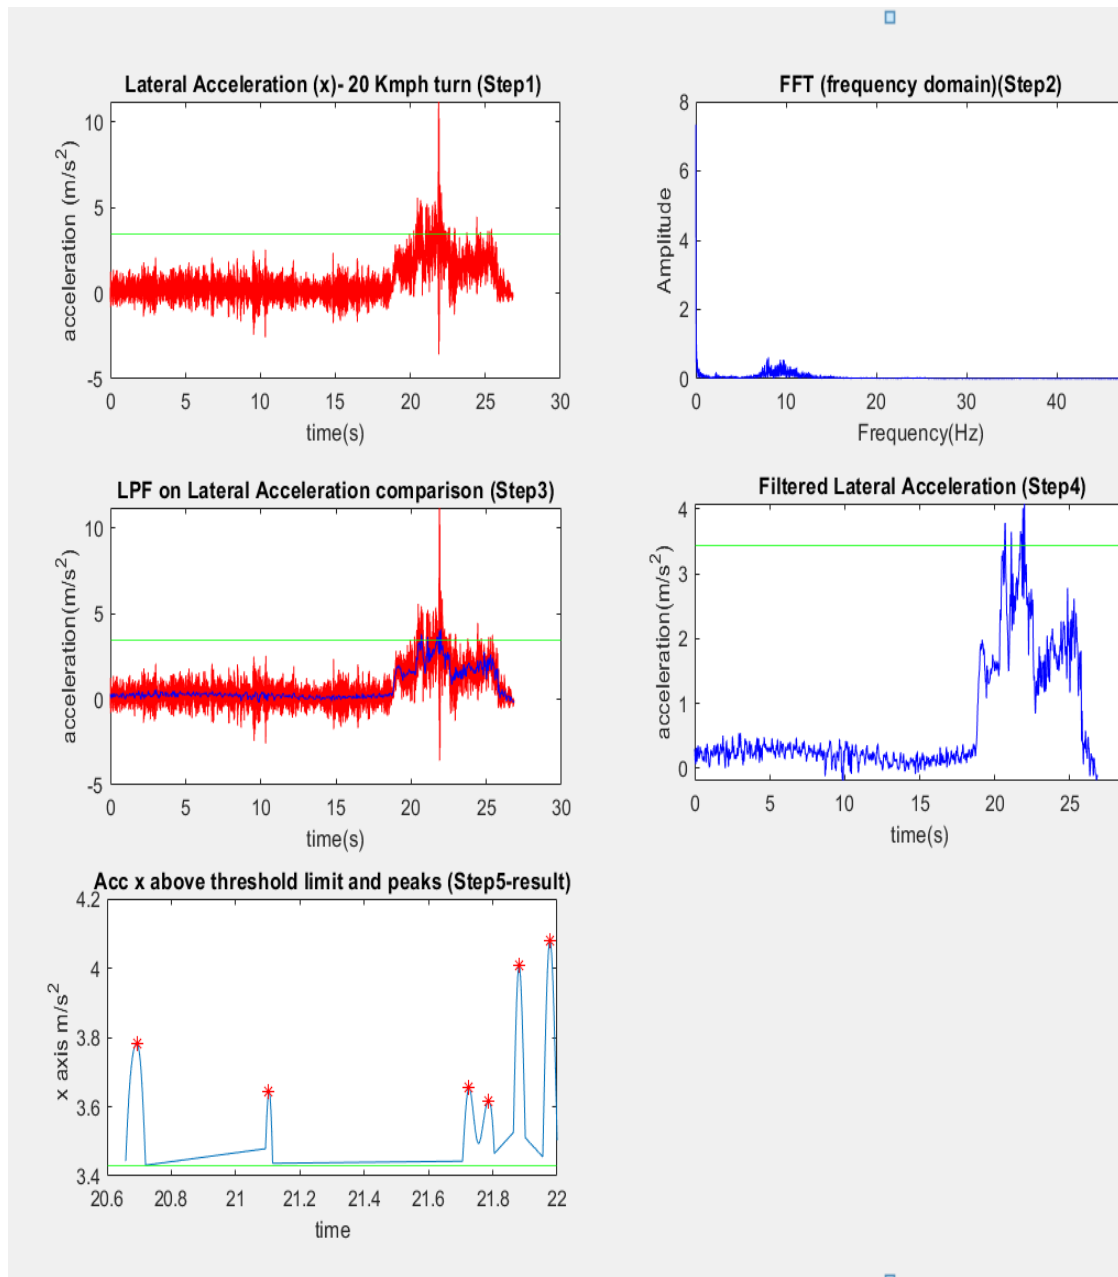 Lateral Acceleration (x)- 20 Kmph turn (Step1)
acceleration (m/s²)
10
5
0
-5
0 5 10 15 20 25 30
time(s)
FFT (frequency domain)(Step2)
Amplitude
8
6
4
2
0
0 10 20 30 40
Frequency(Hz)
LPF on Lateral Acceleration comparison (Step3)
acceleration(m/s²)
10
5
0
-5
0 5 10 15 20 25 30
time(s)
Filtered Lateral Acceleration (Step4)
acceleration(m/s²)
4
3
2
1
0
0 5 10 15 20 25
time(s)
Acc x above threshold limit and peaks (Step5-result)
x axis m/s²
4.2
4
3.8
3.6
3.4
20.6 20.8 21 21.2 21.4 21.6 21.8 22
time